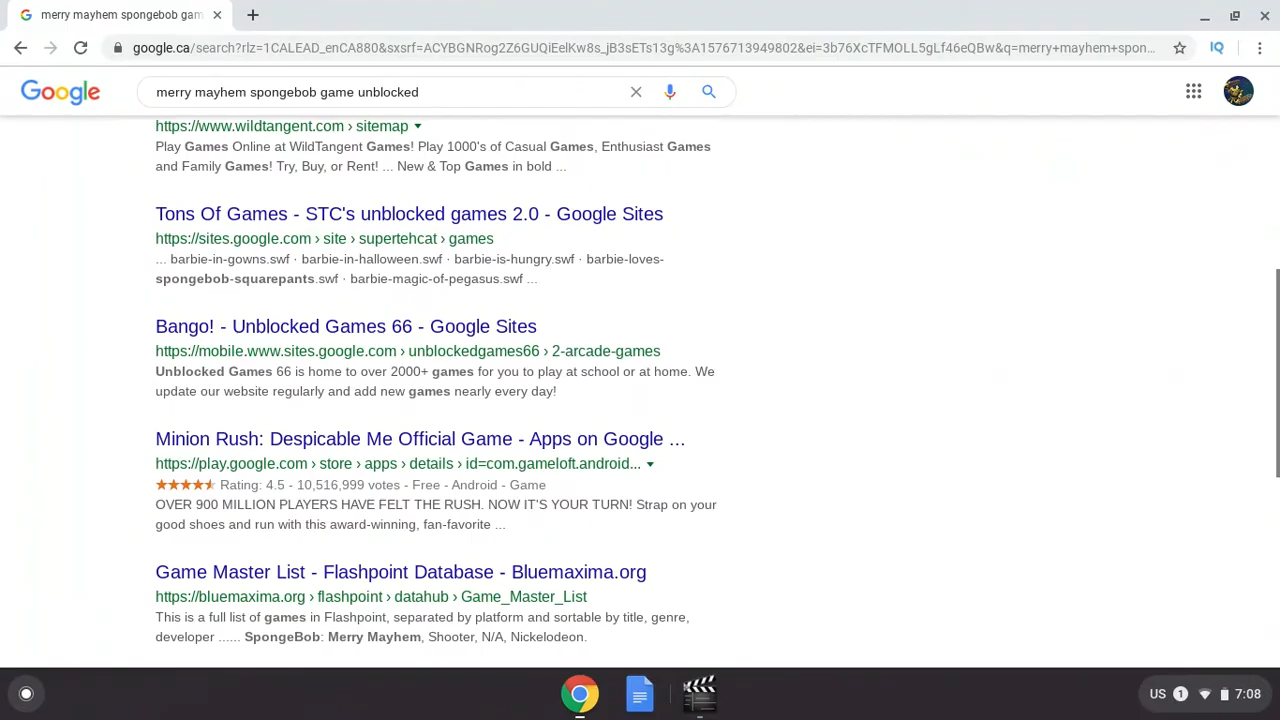 merry mayhem spongebob gam
google.ca/search?rlz=1CALEAD_enCA880&sxsrf=ACYBGNRog2Z6GUQiEelKw8s_jB3sETs13g%3A1576713949802&ei=3b76XcTFMOLL5gLf46eQBw&q=merry+mayhem+spon...
IQ
Google
merry mayhem spongebob game unblocked
https://www.wildtangent.com › sitemap
Play Games Online at WildTangent Games! Play 1000's of Casual Games, Enthusiast Games
and Family Games! Try, Buy, or Rent! ... New & Top Games in bold ...
Tons Of Games - STC's unblocked games 2.0 - Google Sites
https://sites.google.com › site › supertehcat › games
... barbie-in-gowns.swf · barbie-in-halloween.swf · barbie-is-hungry.swf · barbie-loves-
spongebob-squarepants.swf · barbie-magic-of-pegasus.swf ...
Bango! - Unblocked Games 66 - Google Sites
https://mobile.www.sites.google.com › unblockedgames66 › 2-arcade-games
Unblocked Games 66 is home to over 2000+ games for you to play at school or at home. We
update our website regularly and add new games nearly every day!
Minion Rush: Despicable Me Official Game - Apps on Google ...
https://play.google.com › store › apps › details › id=com.gameloft.android...
Rating: 4.5 - 10,516,999 votes - Free - Android - Game
OVER 900 MILLION PLAYERS HAVE FELT THE RUSH. NOW IT'S YOUR TURN! Strap on your
good shoes and run with this award-winning, fan-favorite ...
Game Master List - Flashpoint Database - Bluemaxima.org
https://bluemaxima.org › flashpoint › datahub › Game_Master_List
This is a full list of games in Flashpoint, separated by platform and sortable by title, genre,
developer ...... SpongeBob: Merry Mayhem, Shooter, N/A, Nickelodeon.
US 1 7:08